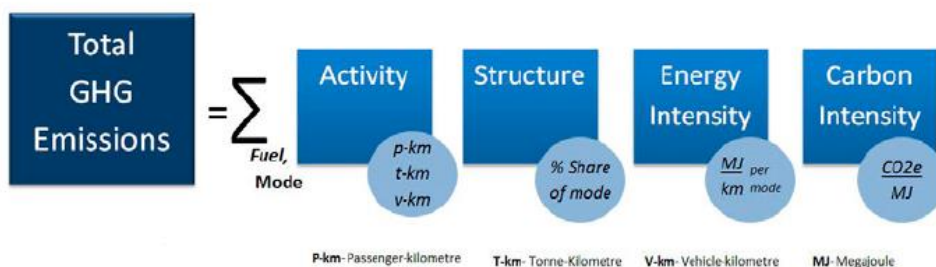 Total
GHG
Emissions
=∑
Fuel,
Mode
Activity
p-km
t-km
v-km
Structure
% Share
of mode
Energy
Intensity
MJ per
km mode
Carbon
Intensity
CO2e
MJ
P-km- Passenger-kilometre T-km- Tonne-Kilometre V-km- Vehicle-kilometre MJ- Megajoule